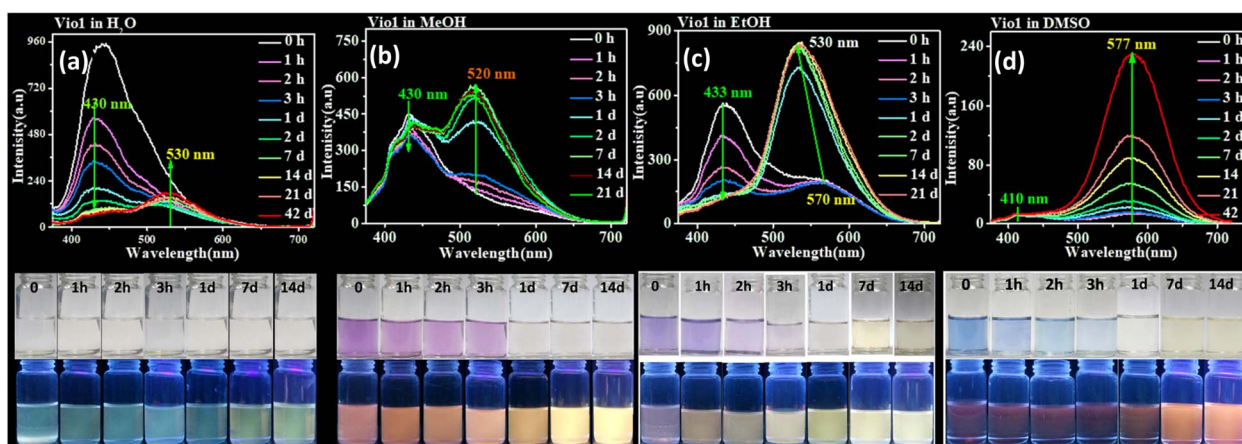 Vio1 in H2O
(a)
960
720
480
240
0
Intenisity(a.u)
430 nm
530 nm
0 h
1 h
2 h
3 h
1 d
2 d
7 d
14 d
21 d
42 d
400 500 600 700
Wavelength(nm)
Vio1 in MeOH
(b)
750
600
450
300
150
0
Intenisity(a.u)
430 nm
520 nm
0 h
1 h
2 h
3 h
1 d
2 d
7 d
14 d
21 d
400 500 600 700
Wavelength(nm)
Vio1 in EtOH
(c)
900
600
300
0
Intenisity(a.u)
433 nm
530 nm
570 nm
0 h
1 h
2 h
3 h
1 d
2 d
7 d
14 d
21 d
400 500 600 700
Wavelength(nm)
Vio1 in DMSO
(d)
240
180
120
60
0
Intenisity(a.u)
410 nm
577 nm
0 h
1 h
2 h
3 h
1 d
2 d
7 d
14
21 d
42
400 500 600 700
Wavelength(nm)
0 1h 2h 3h 1d 7d 14d
0 1h 2h 3h 1d 7d 14d
0 1h 2h 3h 1d 7d 14d
0 1h 2h 3h 1d 7d 14d